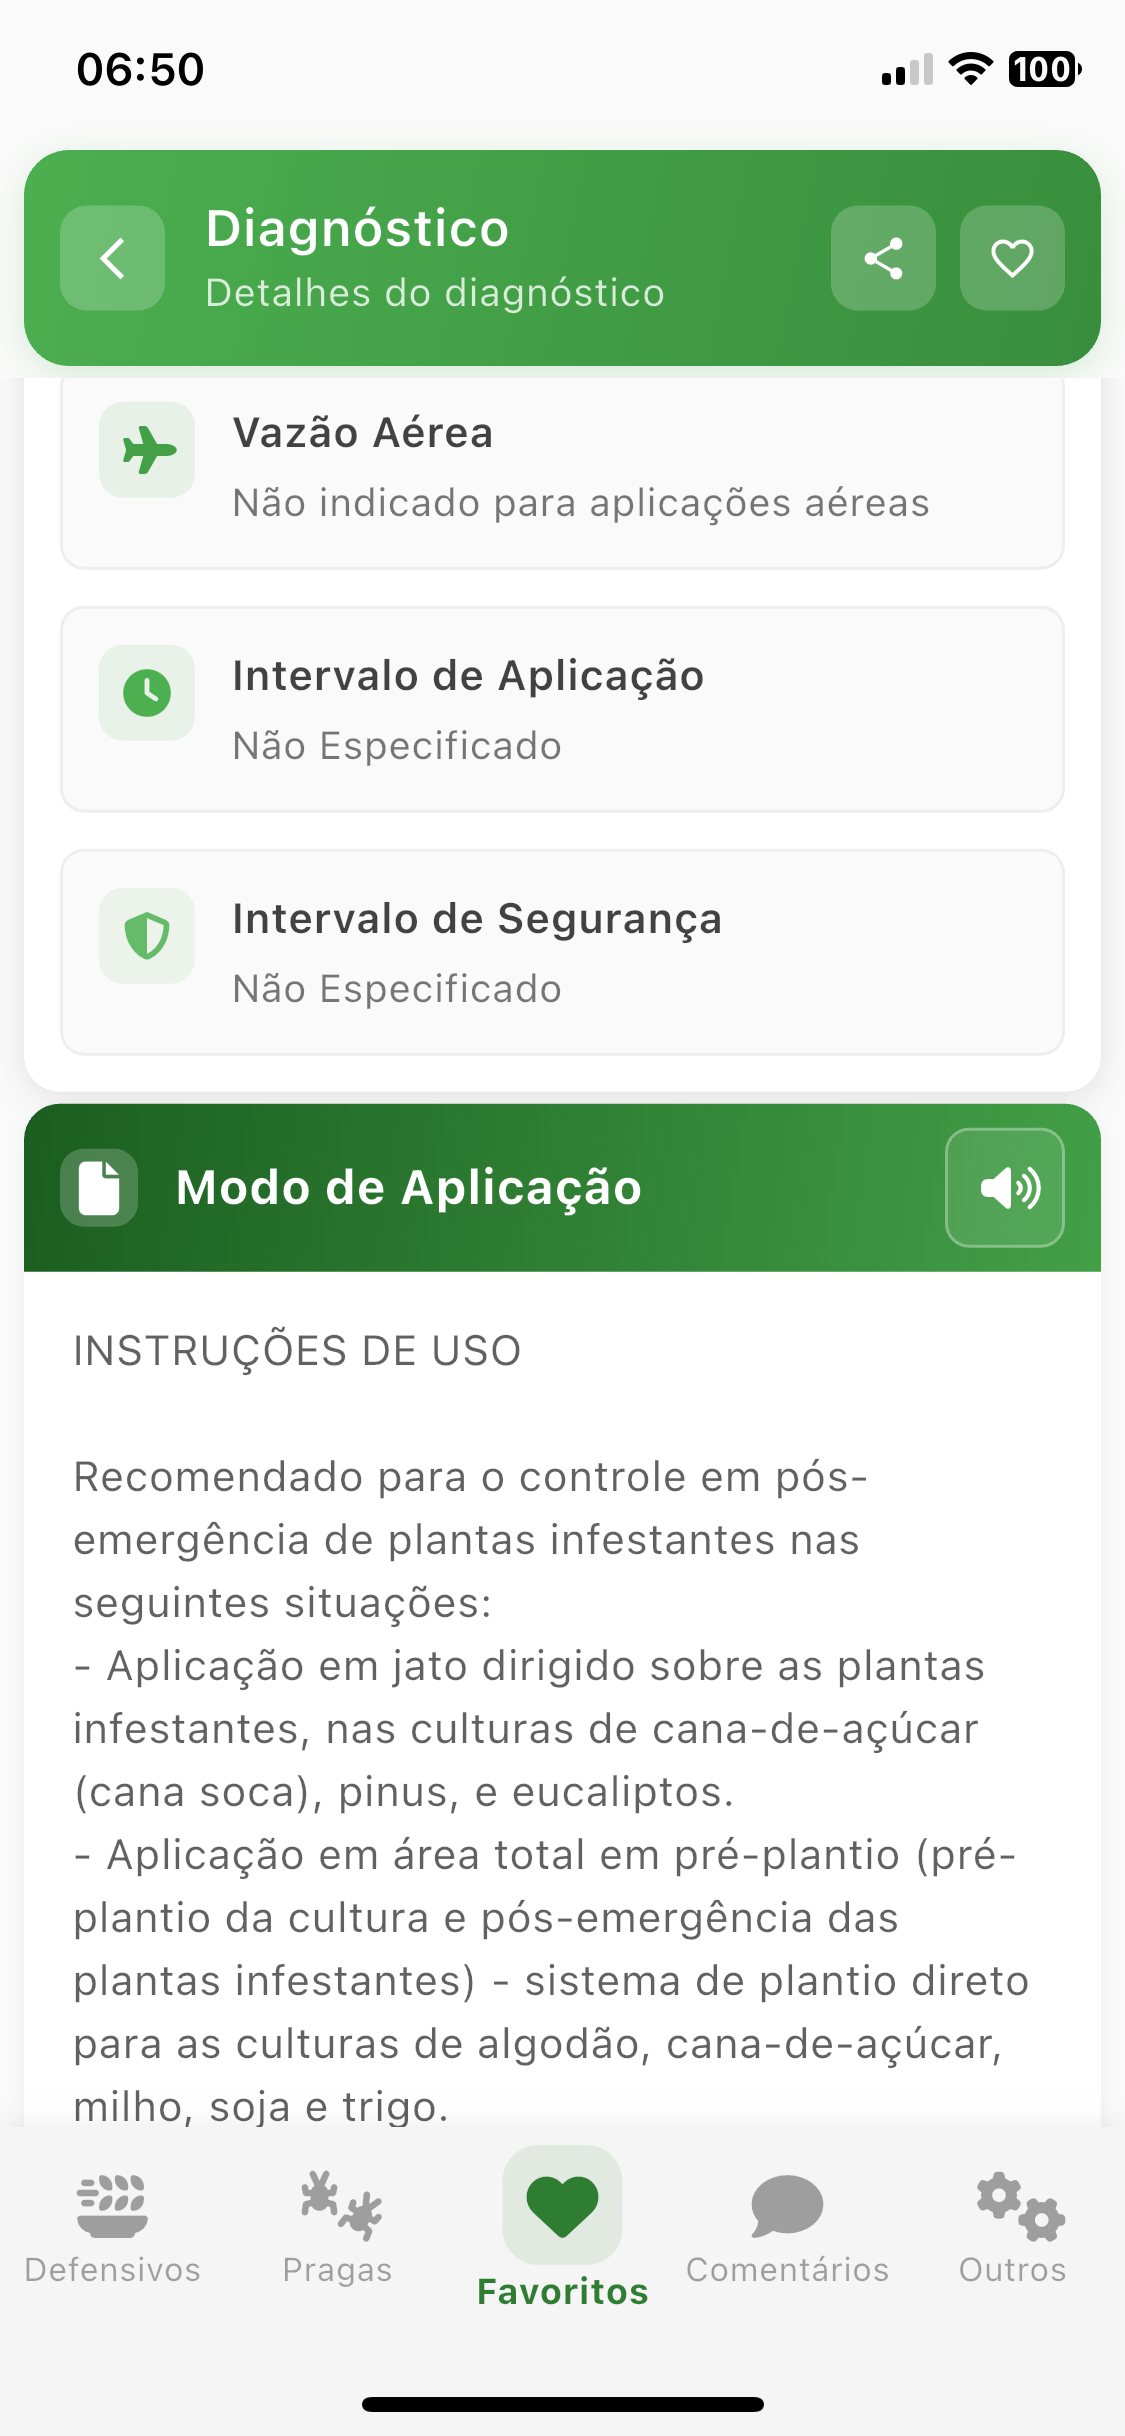 06:50
100
Diagnóstico
Detalhes do diagnóstico
Vazão Aérea
Não indicado para aplicações aéreas
Intervalo de Aplicação
Não Especificado
Intervalo de Segurança
Não Especificado
Modo de Aplicação
INSTRUÇÕES DE USO
Recomendado para o controle em pós-
emergência de plantas infestantes nas
seguintes situações:
- Aplicação em jato dirigido sobre as plantas
infestantes, nas culturas de cana-de-açúcar
(cana soca), pinus, e eucaliptos.
- Aplicação em área total em pré-plantio (pré-
plantio da cultura e pós-emergência das
plantas infestantes) - sistema de plantio direto
para as culturas de algodão, cana-de-açúcar,
milho, soja e trigo.
Defensivos
Pragas
Favoritos
Comentários
Outros